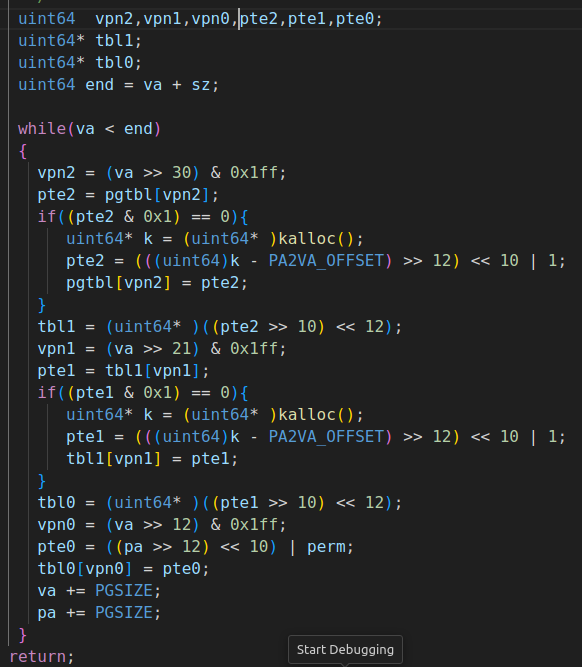 uint64  vpn2,vpn1,vpn0,pte2,pte1,pte0;
uint64* tbl1;
uint64* tbl0;
uint64 end = va + sz;
while(va < end)
{
vpn2 = (va >> 30) & 0x1ff;
pte2 = pgtbl[vpn2];
if((pte2 & 0x1) == 0){
uint64* k = (uint64* )kalloc();
pte2 = (((uint64)k - PA2VA_OFFSET) >> 12) << 10 | 1;
pgtbl[vpn2] = pte2;
}
tbl1 = (uint64* )((pte2 >> 10) << 12);
vpn1 = (va >> 21) & 0x1ff;
pte1 = tbl1[vpn1];
if((pte1 & 0x1) == 0){
uint64* k = (uint64* )kalloc();
pte1 = (((uint64)k - PA2VA_OFFSET) >> 12) << 10 | 1;
tbl1[vpn1] = pte1;
}
tbl0 = (uint64* )((pte1 >> 10) << 12);
vpn0 = (va >> 12) & 0x1ff;
pte0 = ((pa >> 12) << 10) | perm;
tbl0[vpn0] = pte0;
va += PGSIZE;
pa += PGSIZE;
}
return;
Start Debugging